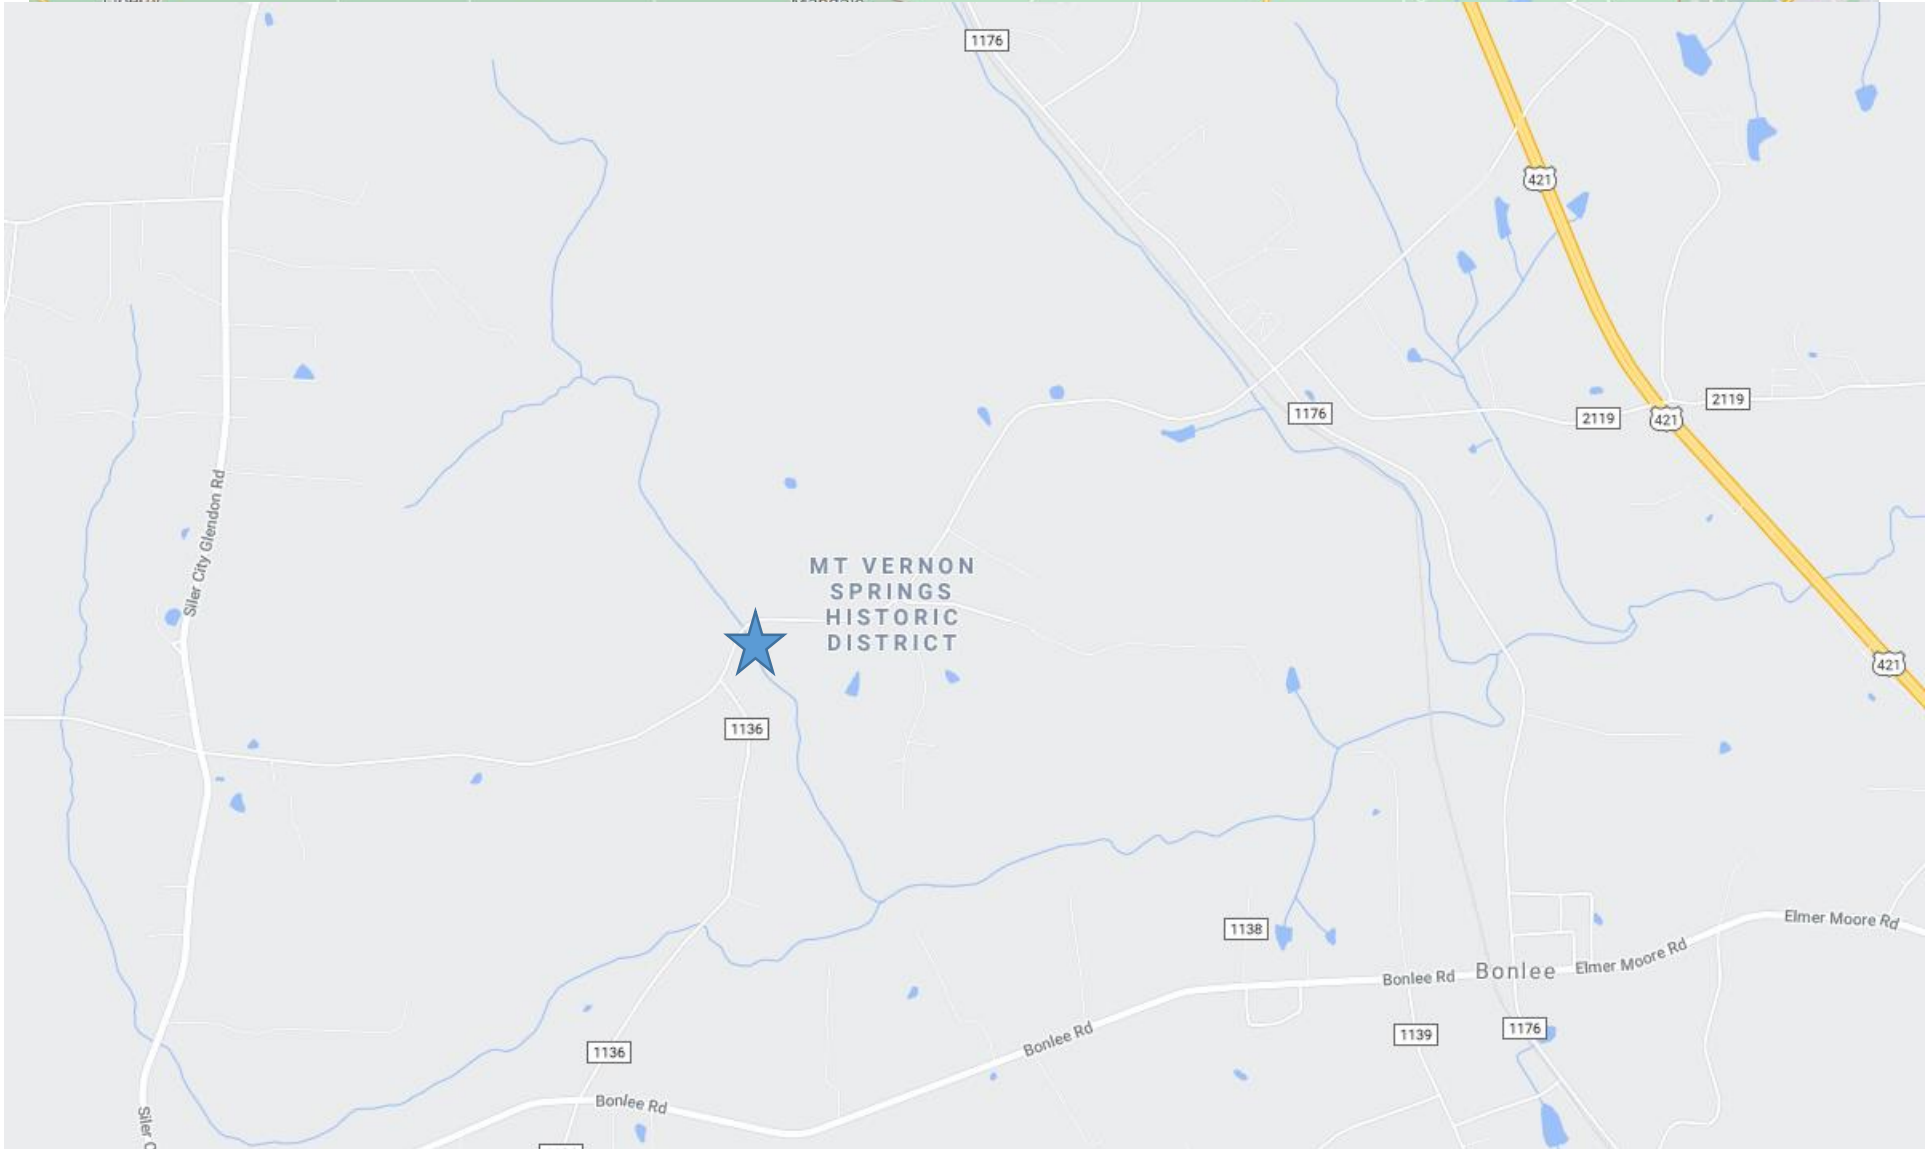 1176
421
1176
2119
2119
421
Siler City Glendon Rd
MT VERNON
SPRINGS
HISTORIC
DISTRICT
421
1136
Elmer Moore Rd
1138
Elmer Moore Rd
Bonlee
Bonlee Rd
1176
1139
Bonlee Rd
1136
Bonlee Rd
Siler C